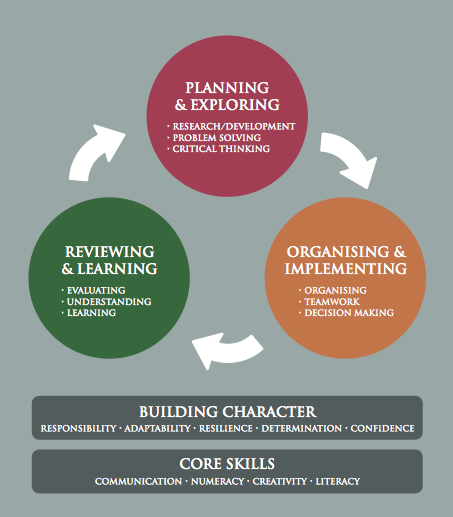 PLANNING
& EXPLORING
· RESEARCH/DEVELOPMENT
· PROBLEM SOLVING
· CRITICAL THINKING
REVIEWING
& LEARNING
· EVALUATING
· UNDERSTANDING
· LEARNING
ORGANISING &
IMPLEMENTING
· ORGANISING
· TEAMWORK
· DECISION MAKING
BUILDING CHARACTER
RESPONSIBILITY · ADAPTABILITY · RESILIENCE · DETERMINATION · CONFIDENCE
CORE SKILLS
COMMUNICATION · NUMERACY · CREATIVITY · LITERACY